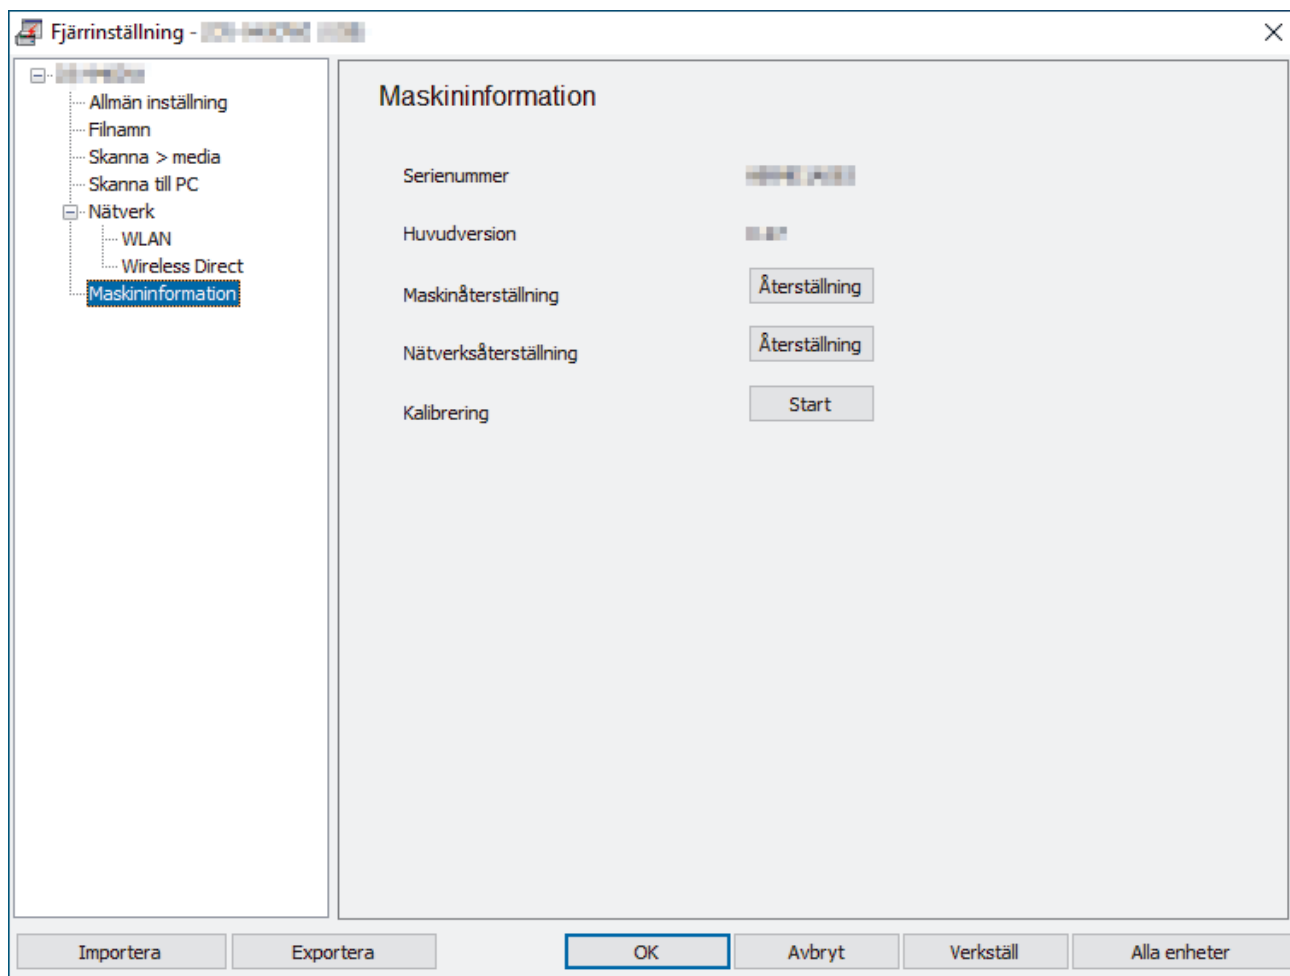 Fjärrinställning -
Allmän inställning
Filnamn
Skanna > media
Skanna till PC
Nätverk
WLAN
Wireless Direct
Maskininformation
Maskininformation
Serienummer
Huvudversion
Maskinåterställning Återställning
Nätverksåterställning Återställning
Kalibrering Start
Importera Exportera OK Avbryt Verkställ Alla enheter